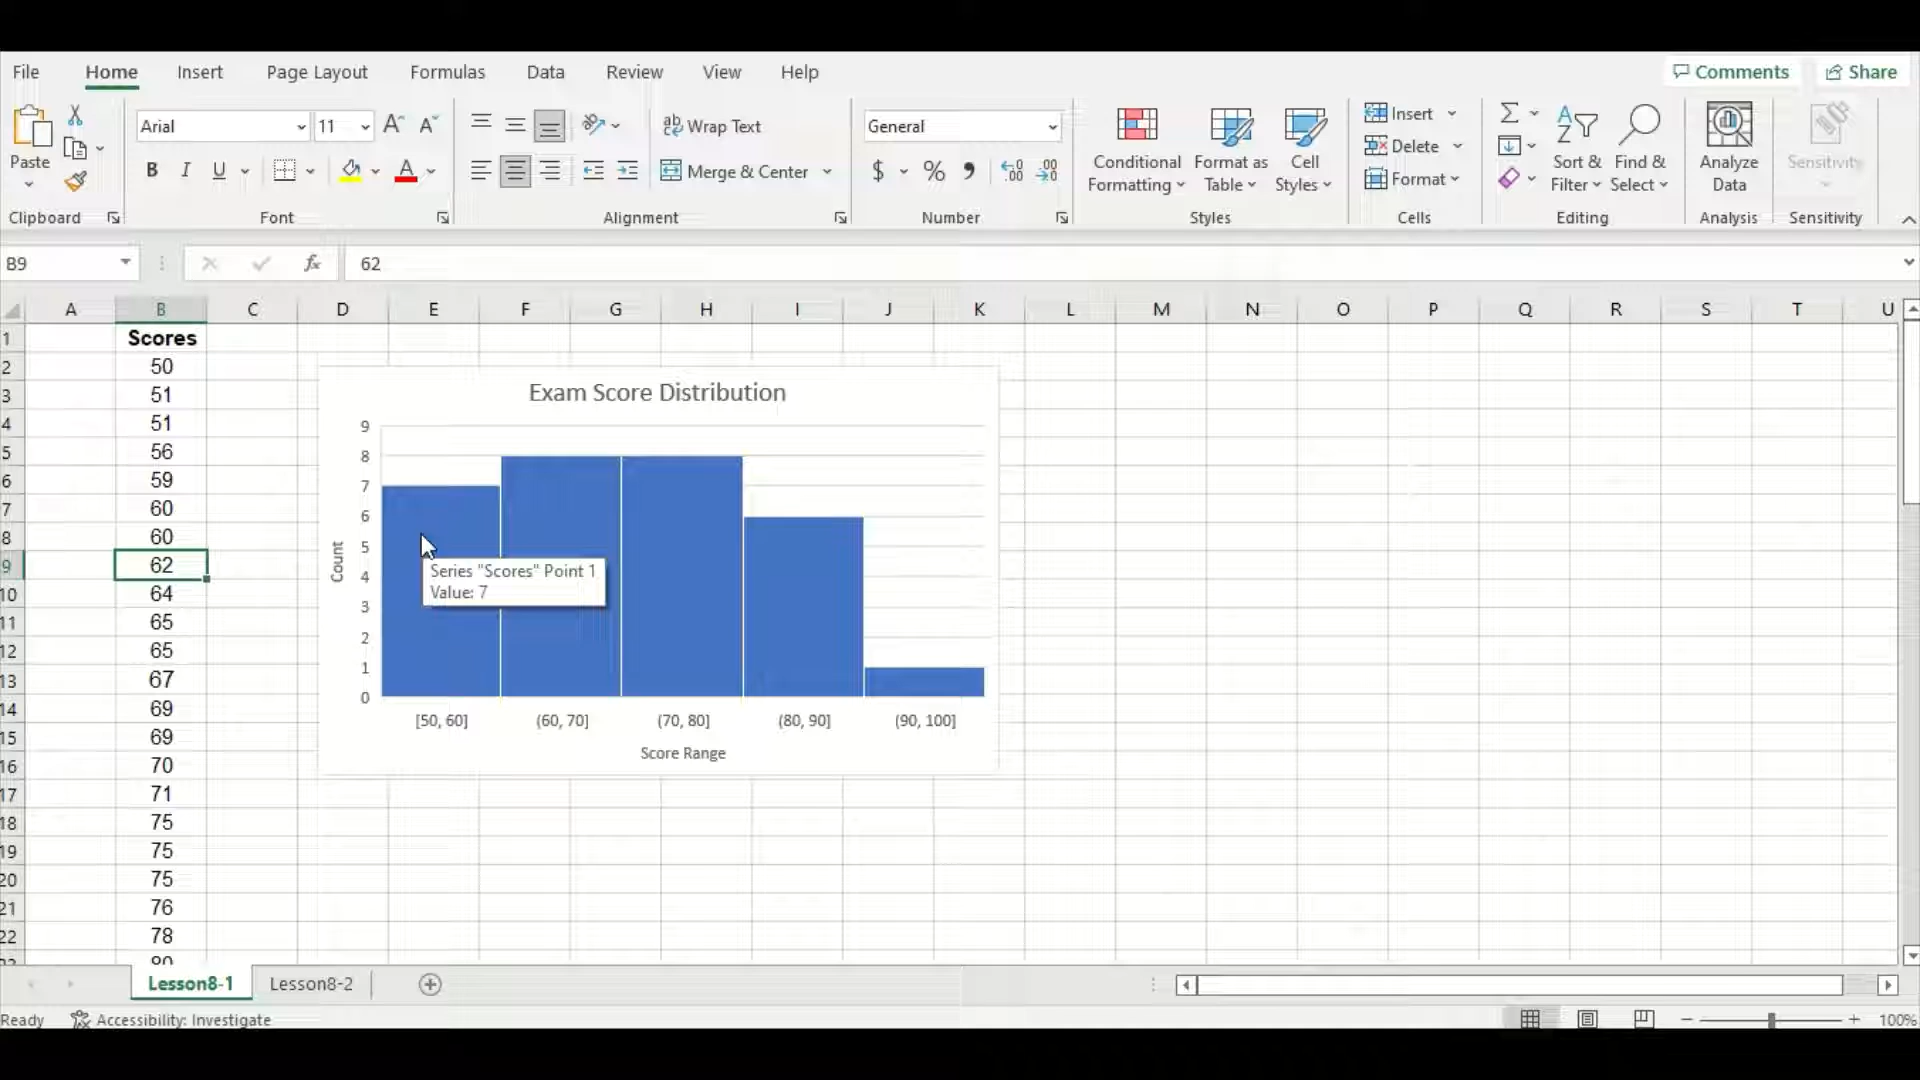 File Home Insert Page Layout Formulas Data Review View Help Comments Share
Arial 11 Wrap Text General Insert
Paste Conditional Format as Cell Delete Sort & Find & Analyze Sensitivity
B I U Merge & Center $ % Formatting Table Styles Format Filter Select Data
Clipboard Font Alignment Number Styles Cells Editing Analysis Sensitivity
B9 fx 62
A B C D E F G H I J K L M N O P Q R S T U
1 Scores
2 50
3 51
4 51
5 56
6 59
7 60
8 60
9 62
10 64
11 65
12 65
13 67
14 69
15 69
16 70
17 71
18 75
19 75
20 75
21 76
22 78
Exam Score Distribution
9
8
7
6
5
4
3
2
1
0
Count
Series "Scores" Point 1
Value: 7
[50, 60] (60, 70] (70, 80] (80, 90] (90, 100]
Score Range
Lesson8-1 Lesson8-2
Ready Accessibility: Investigate 100%